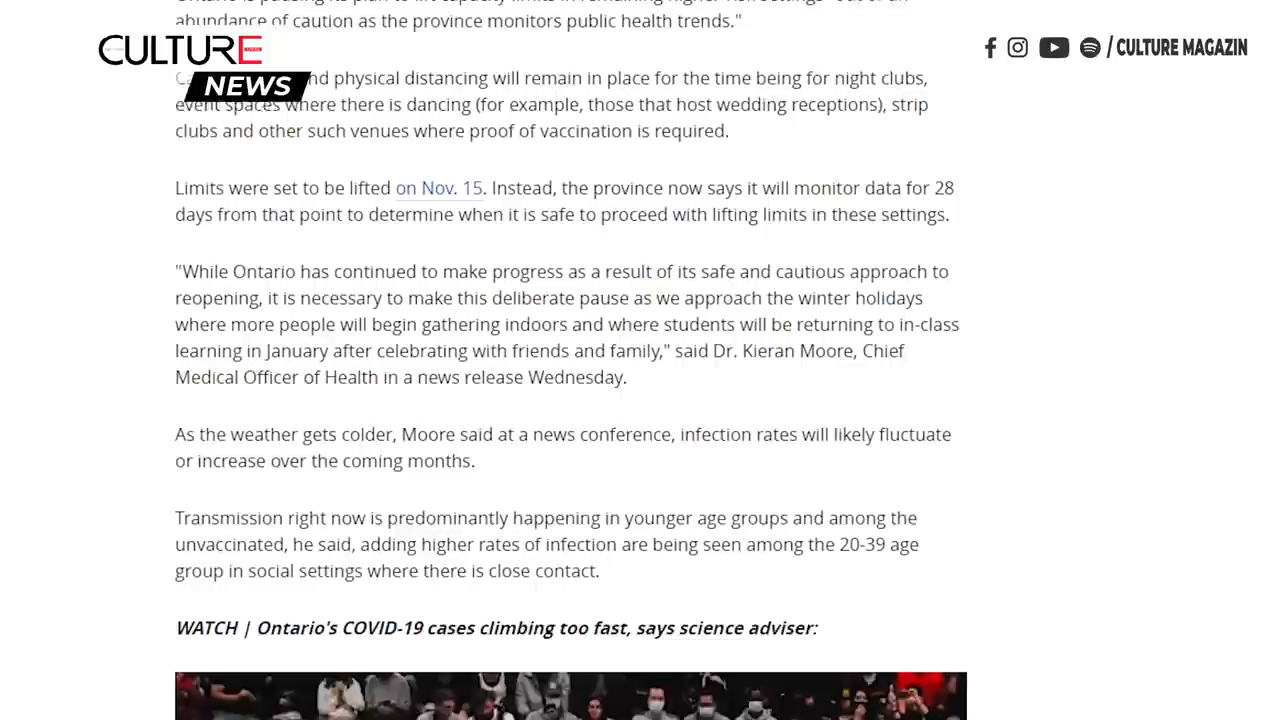 abundance of caution as the province monitors public health trends."
CULTURE
NEWS
/ CULTURE MAGAZIN
nd physical distancing will remain in place for the time being for night clubs,
event spaces where there is dancing (for example, those that host wedding receptions), strip
clubs and other such venues where proof of vaccination is required.
Limits were set to be lifted on Nov. 15. Instead, the province now says it will monitor data for 28
days from that point to determine when it is safe to proceed with lifting limits in these settings.
"While Ontario has continued to make progress as a result of its safe and cautious approach to
reopening, it is necessary to make this deliberate pause as we approach the winter holidays
where more people will begin gathering indoors and where students will be returning to in-class
learning in January after celebrating with friends and family," said Dr. Kieran Moore, Chief
Medical Officer of Health in a news release Wednesday.
As the weather gets colder, Moore said at a news conference, infection rates will likely fluctuate
or increase over the coming months.
Transmission right now is predominantly happening in younger age groups and among the
unvaccinated, he said, adding higher rates of infection are being seen among the 20-39 age
group in social settings where there is close contact.
WATCH | Ontario's COVID-19 cases climbing too fast, says science adviser: